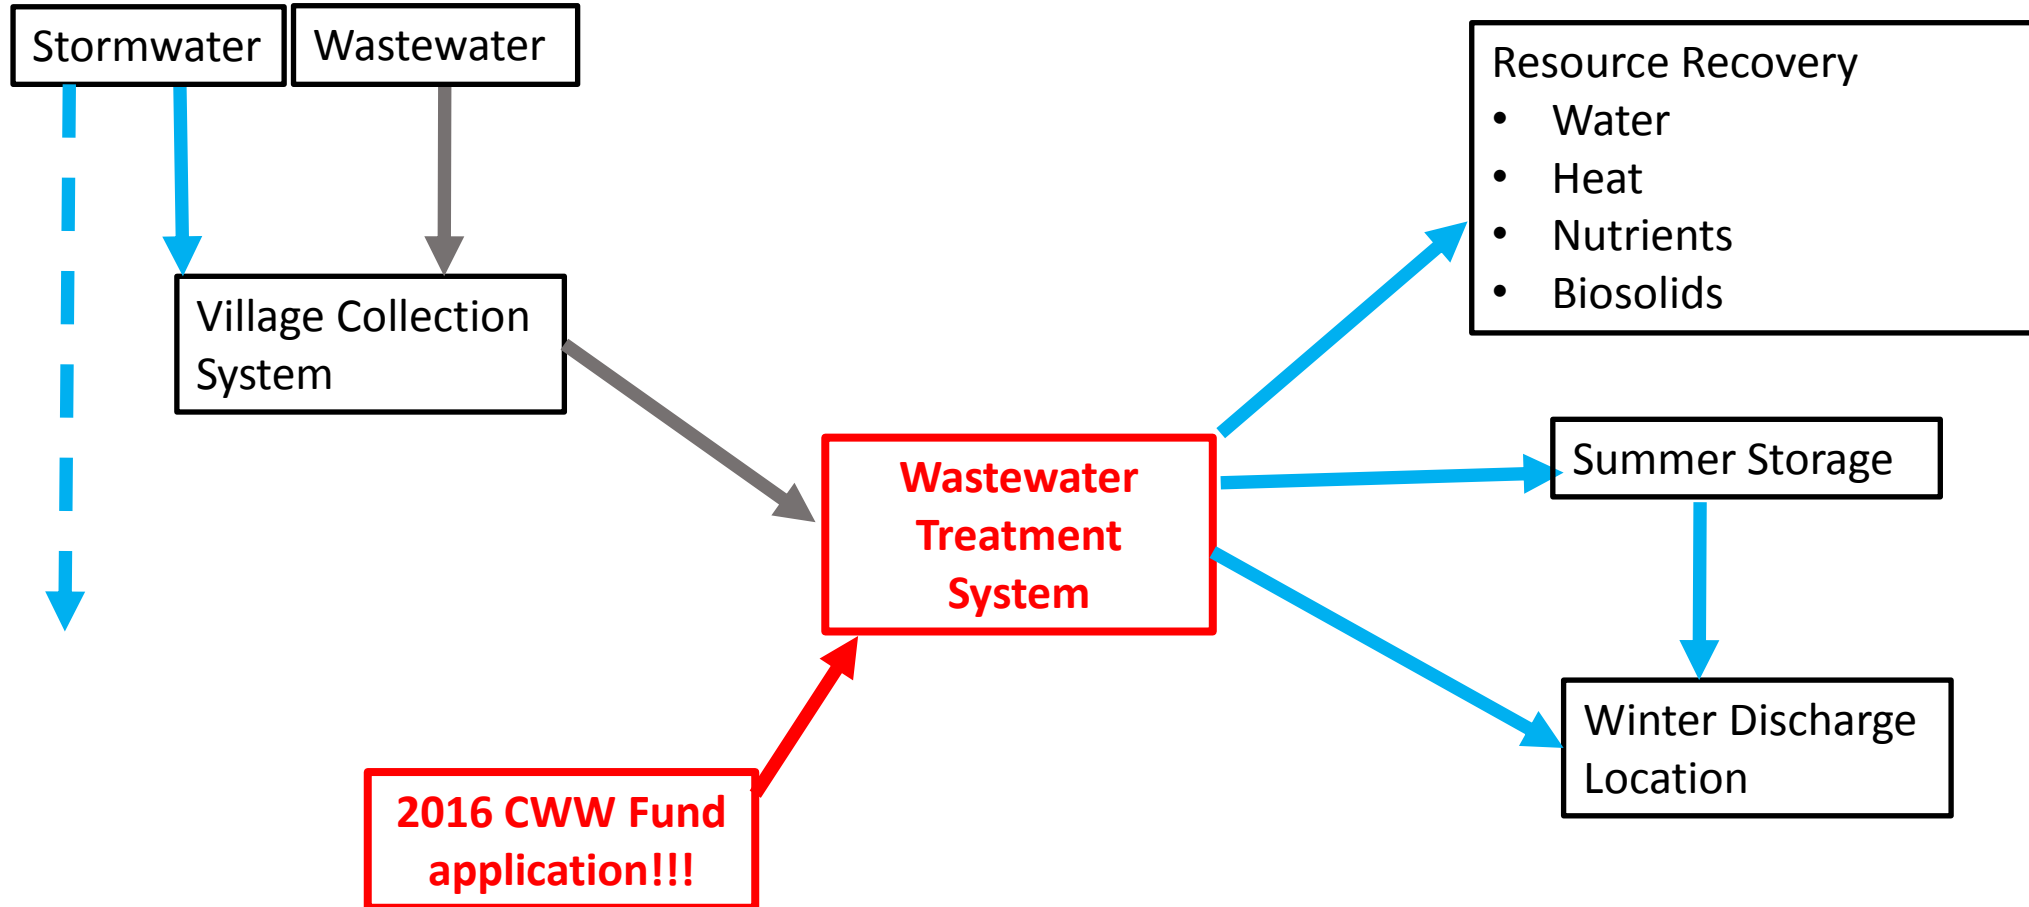 Stormwater
Wastewater
Resource Recovery
• Water
• Heat
• Nutrients
• Biosolids
Village Collection
System
Wastewater
Treatment
System
Summer Storage
Winter Discharge
Location
2016 CWW Fund
application!!!